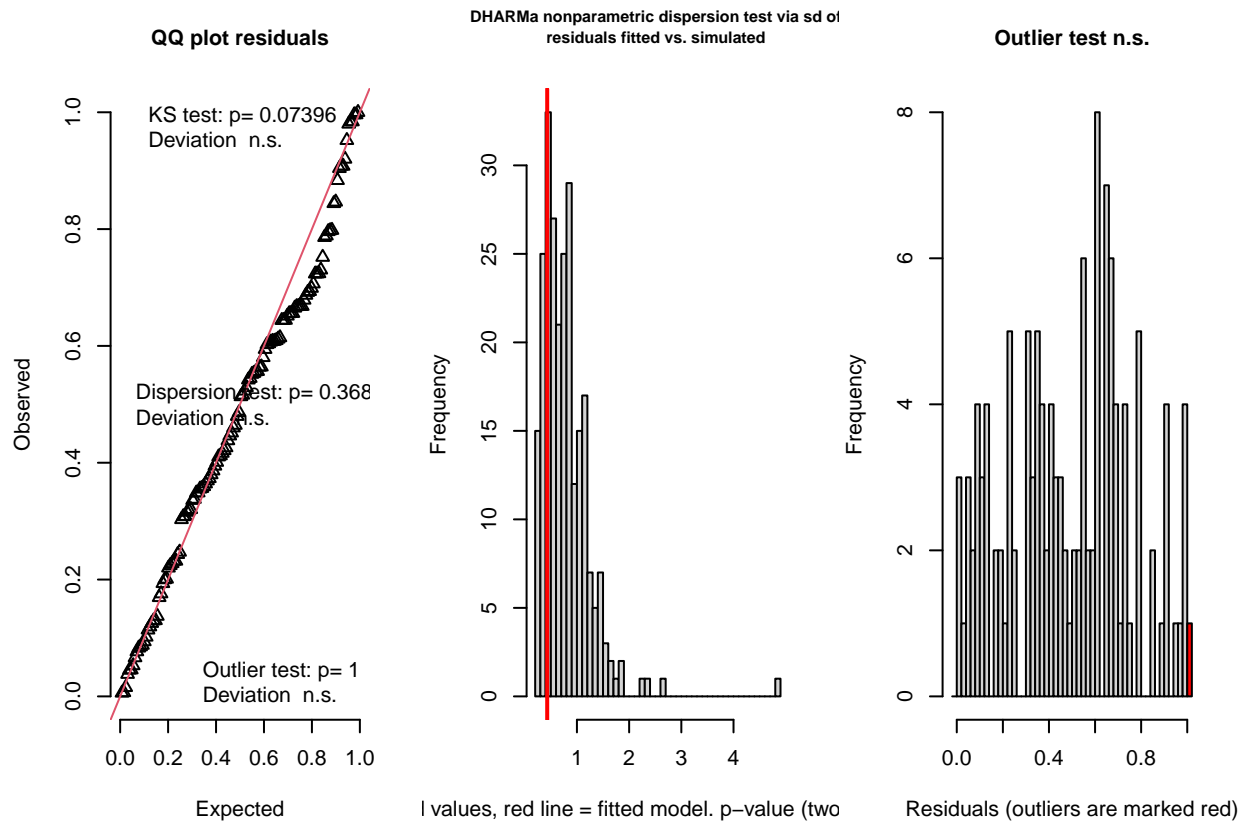 QQ plot residuals
KS test: p= 0.07396
Deviation n.s.
Dispersion test: p= 0.368
Deviation n.s.
Outlier test: p= 1
Deviation n.s.
Observed
0.0 0.2 0.4 0.6 0.8 1.0
0.0 0.2 0.4 0.6 0.8 1.0
Expected
DHARMa nonparametric dispersion test via sd of
residuals fitted vs. simulated
Frequency
0 5 10 15 20 25 30
1 2 3 4
l values, red line = fitted model. p−value (two
Outlier test n.s.
Frequency
0 2 4 6 8
0.0 0.4 0.8
Residuals (outliers are marked red)